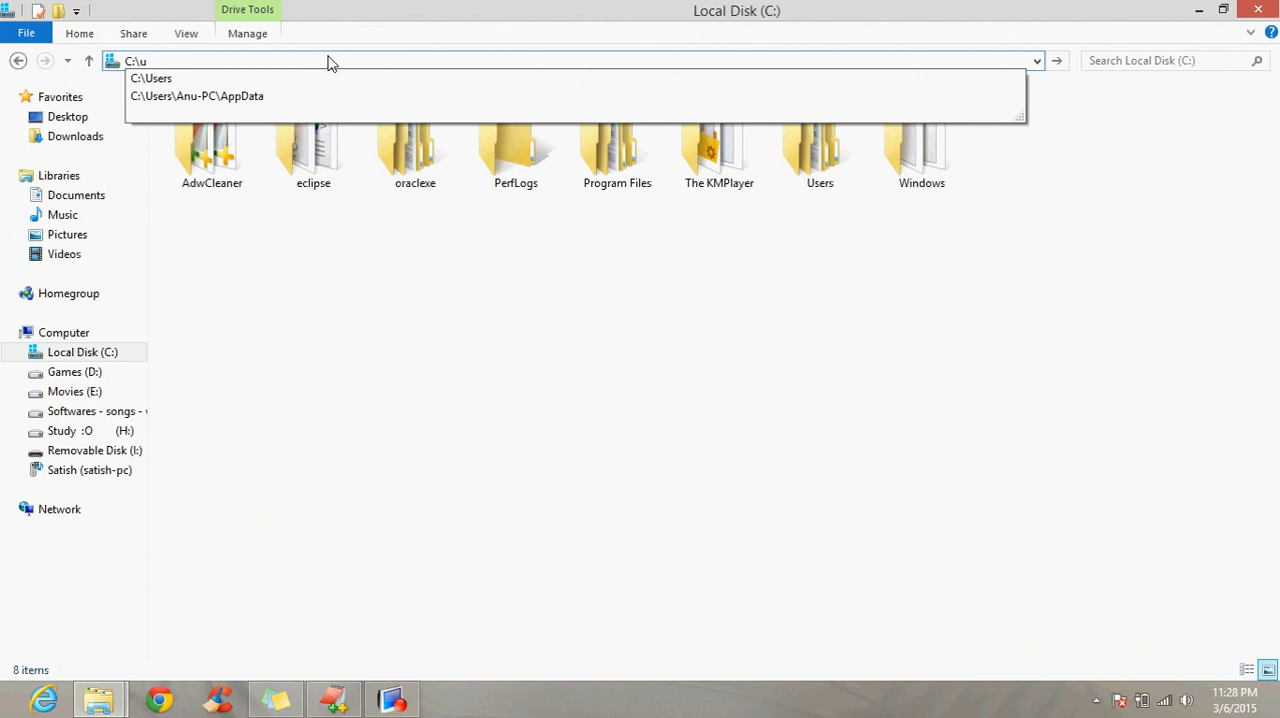 Drive Tools
Local Disk (C:)
File
Home
Share
View
Manage
C:\u
Search Local Disk (C:)
C:\Users
C:\Users\Anu-PC\AppData
Favorites
Desktop
Downloads
Libraries
Documents
Music
Pictures
Videos
Homegroup
Computer
Local Disk (C:)
Games (D:)
Movies (E:)
Softwares - songs -
Study :O (H:)
Removable Disk (I:)
Satish (satish-pc)
Network
AdwCleaner
eclipse
oraclexe
PerfLogs
Program Files
The KMPlayer
Users
Windows
8 items
11:28 PM
3/6/2015